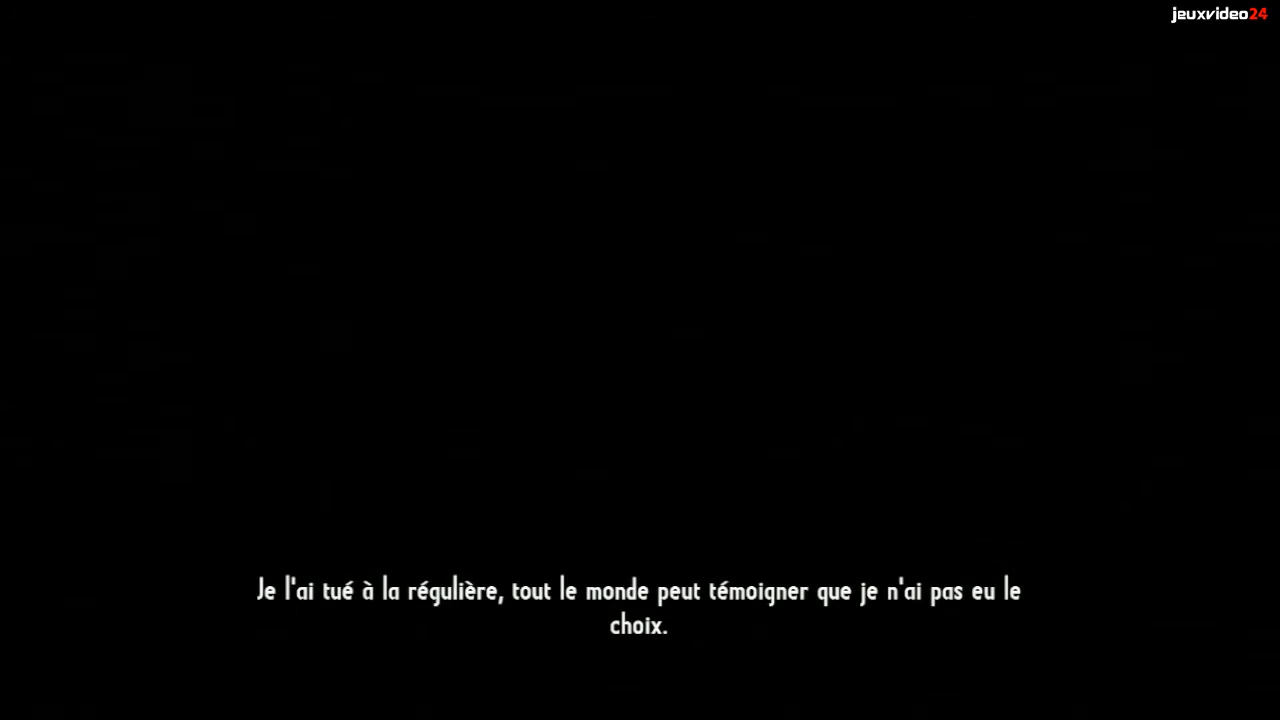 jeuxvideo24
Je l'ai tué à la régulière, tout le monde peut témoigner que je n'ai pas eu le
choix.